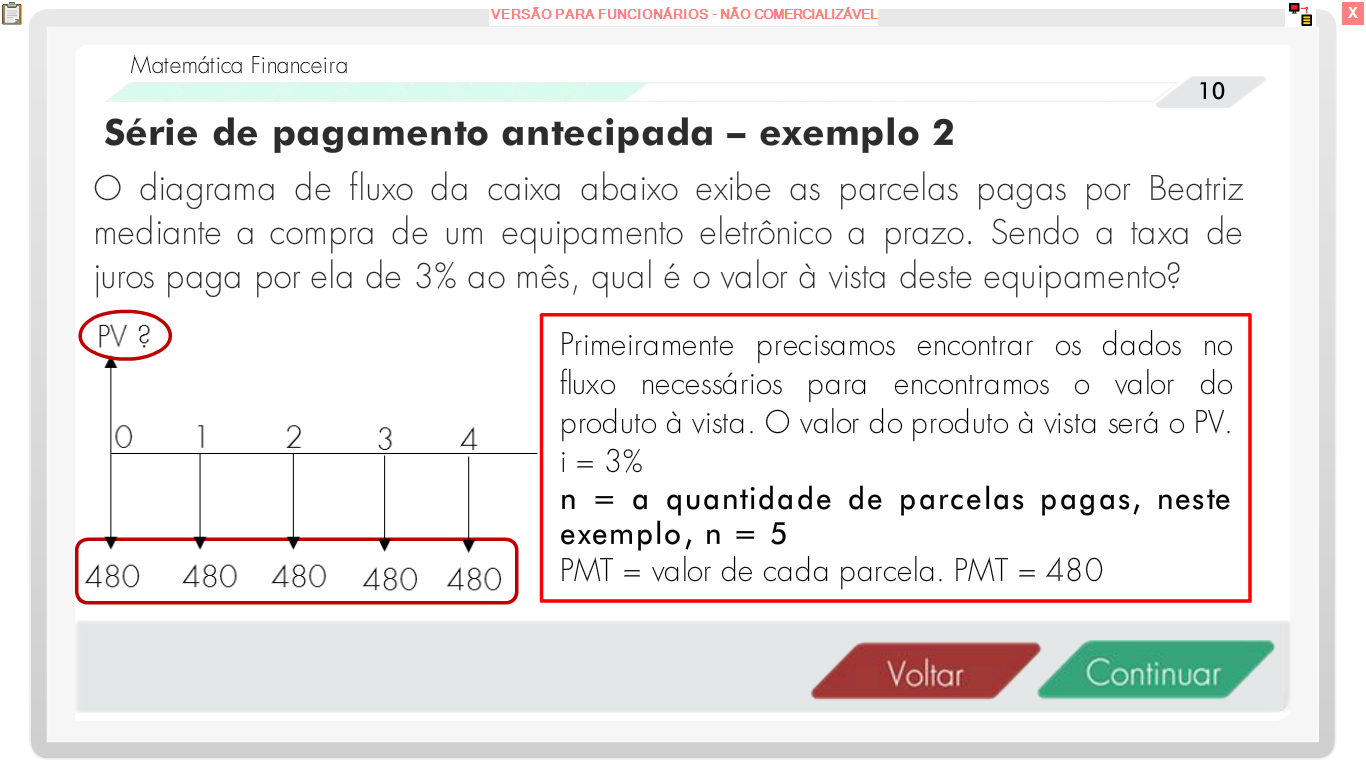 VERSÃO PARA FUNCIONÁRIOS - NÃO COMERCIALIZÁVEL
X
Matemática Financeira
10
Série de pagamento antecipada – exemplo 2
O diagrama de fluxo da caixa abaixo exibe as parcelas pagas por Beatriz
mediante a compra de um equipamento eletrônico a prazo. Sendo a taxa de
juros paga por ela de 3% ao mês, qual é o valor à vista deste equipamento?
PV ?
0 1 2 3 4
480 480 480 480 480
Primeiramente precisamos encontrar os dados no
fluxo necessários para encontramos o valor do
produto à vista. O valor do produto à vista será o PV.
i = 3%
n = a quantidade de parcelas pagas, neste
exemplo, n = 5
PMT = valor de cada parcela. PMT = 480
Voltar
Continuar